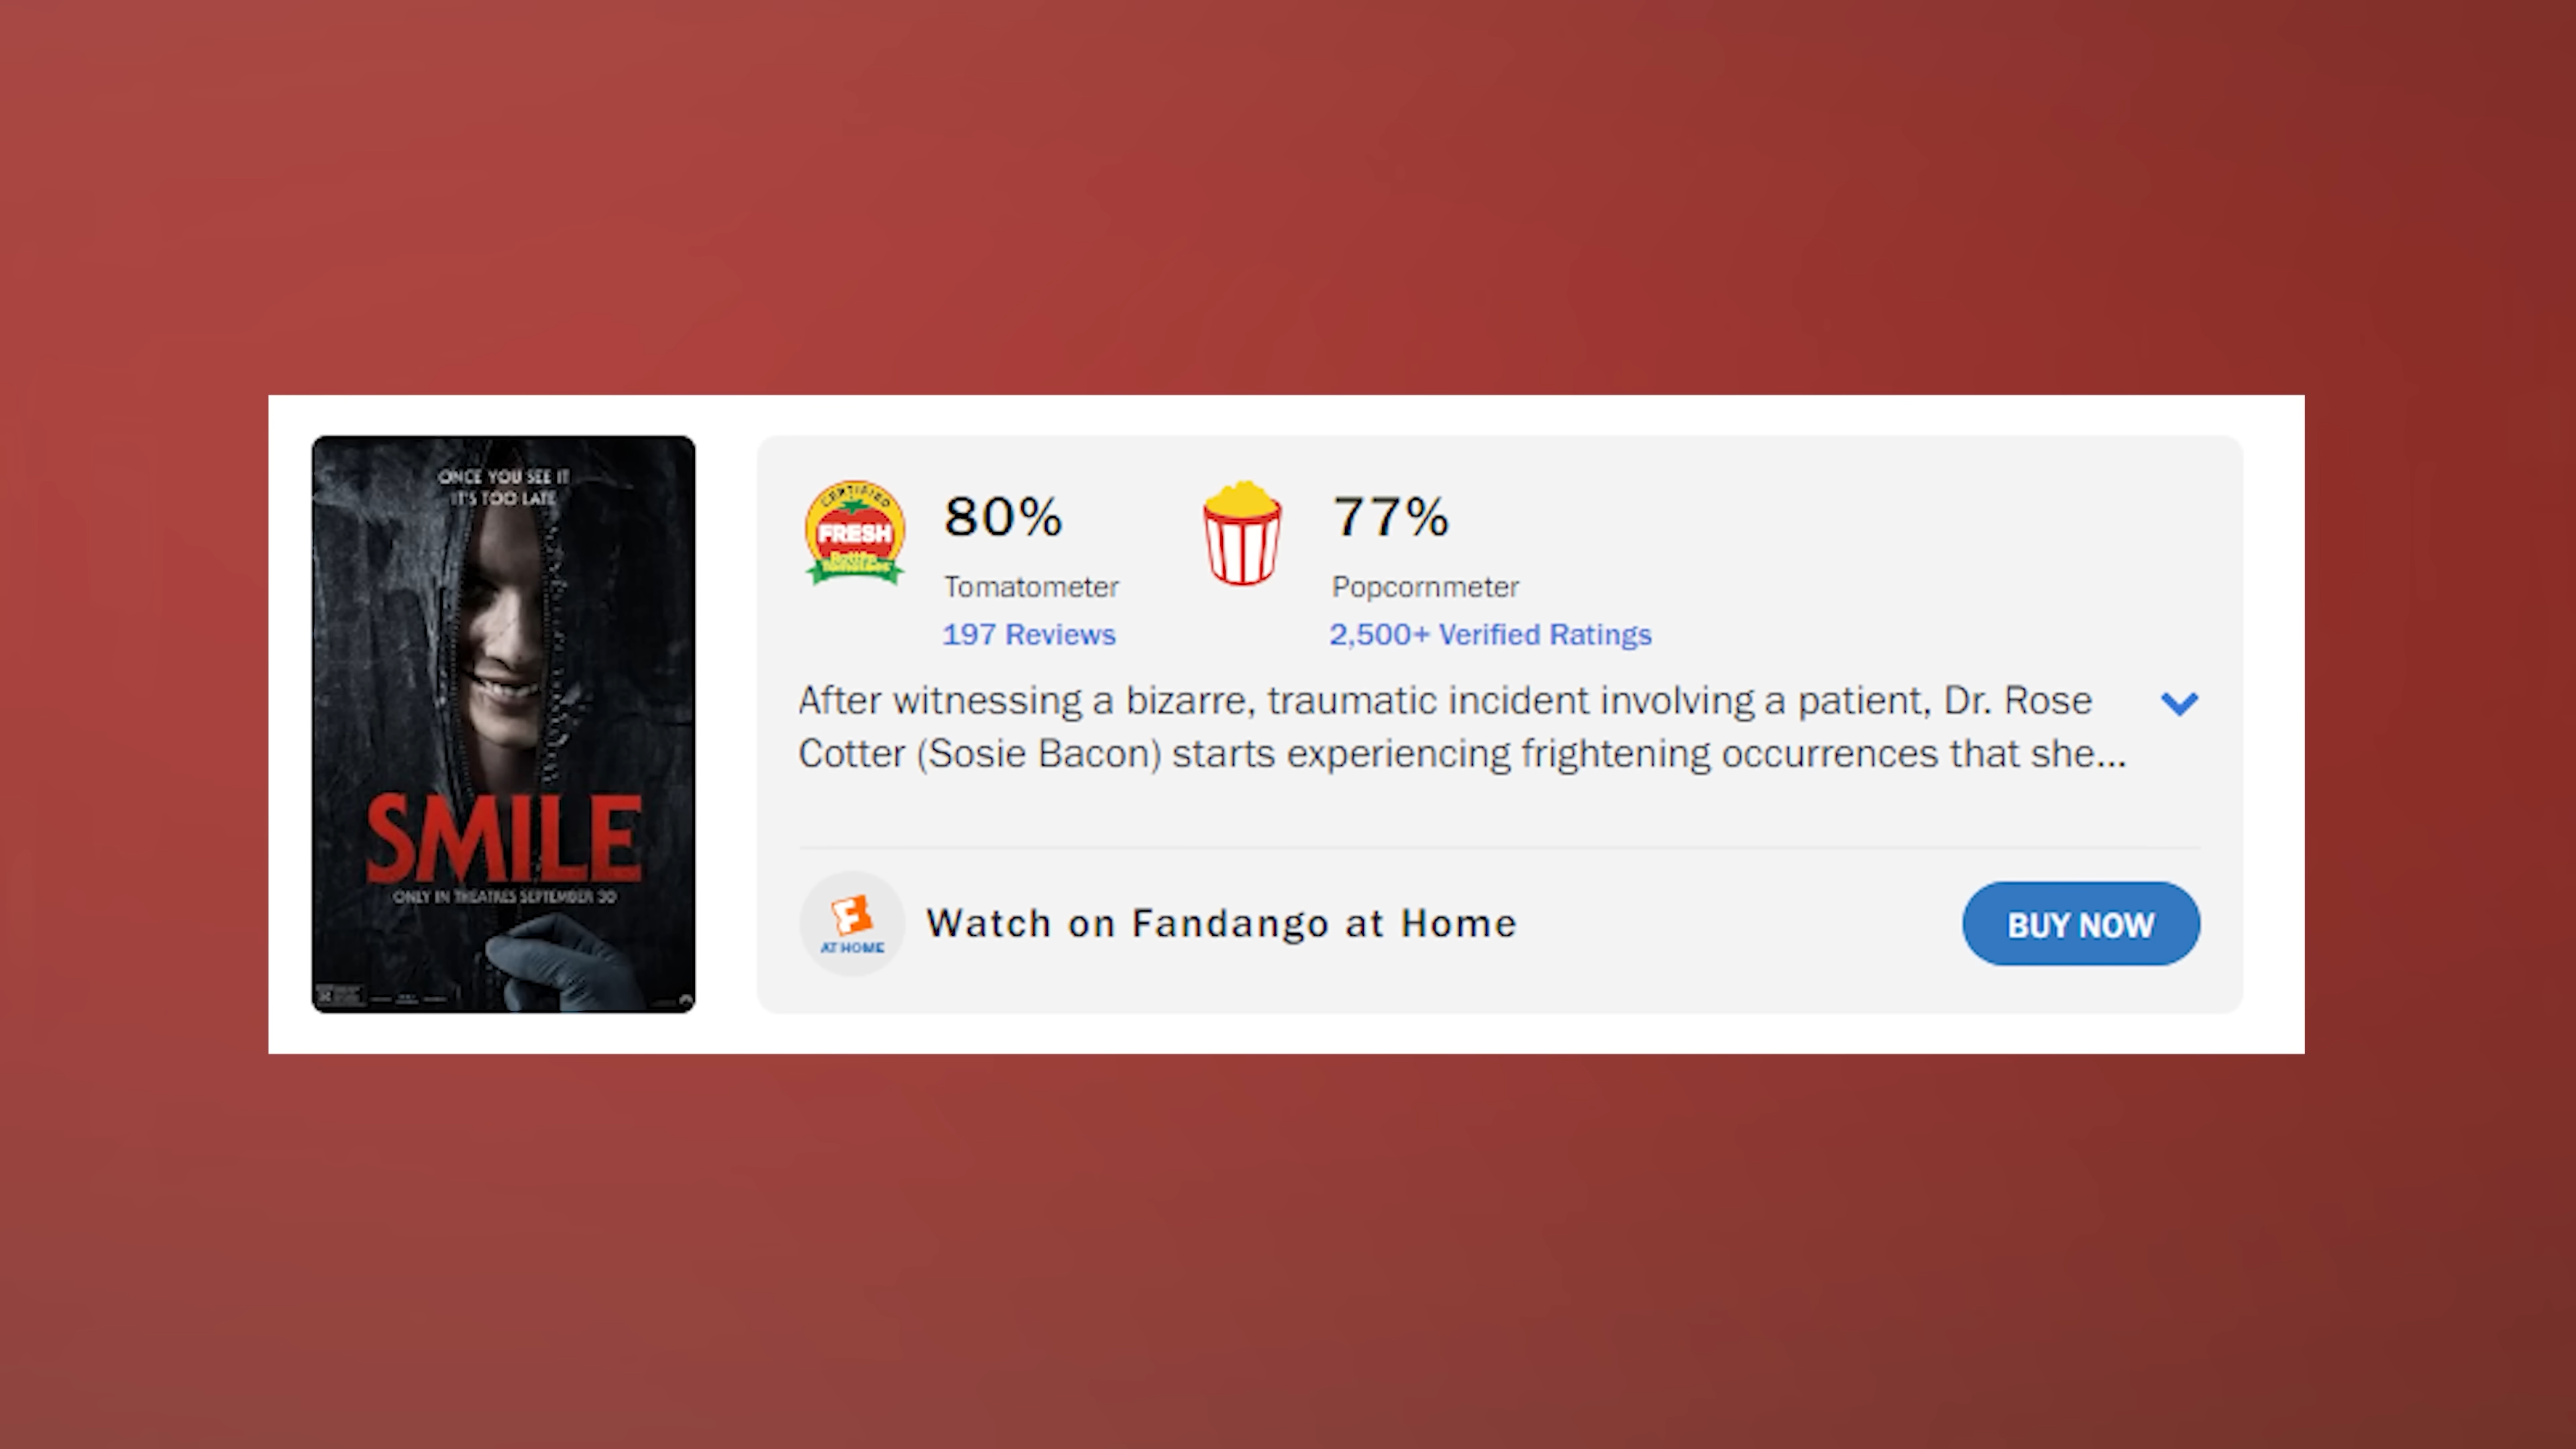 ONCE YOU SEE IT
IT'S TOO LATE
SMILE
ONLY IN THEATRES SEPTEMBER 30
CERTIFIED
FRESH
Rotten
Tomatoes
80%
Tomatometer
197 Reviews
77%
Popcornmeter
2,500+ Verified Ratings
After witnessing a bizarre, traumatic incident involving a patient, Dr. Rose
Cotter (Sosie Bacon) starts experiencing frightening occurrences that she...
F
AT HOME
Watch on Fandango at Home
BUY NOW